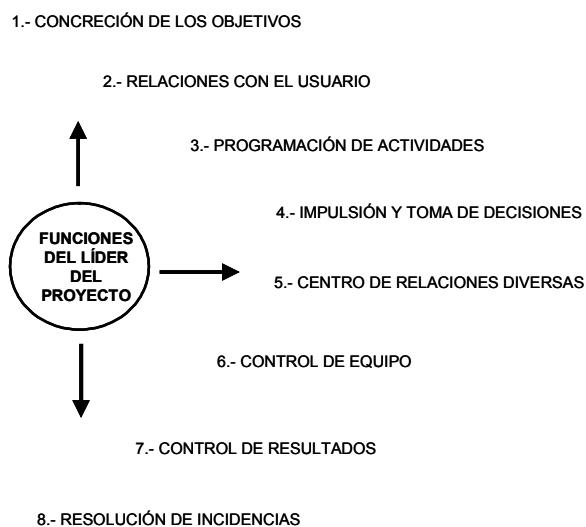 1.- CONCRECIÓN DE LOS OBJETIVOS
2.- RELACIONES CON EL USUARIO
3.- PROGRAMACIÓN DE ACTIVIDADES
4.- IMPULSIÓN Y TOMA DE DECISIONES
FUNCIONES
DEL LÍDER
DEL
PROYECTO
5.- CENTRO DE RELACIONES DIVERSAS
6.- CONTROL DE EQUIPO
7.- CONTROL DE RESULTADOS
8.- RESOLUCIÓN DE INCIDENCIAS